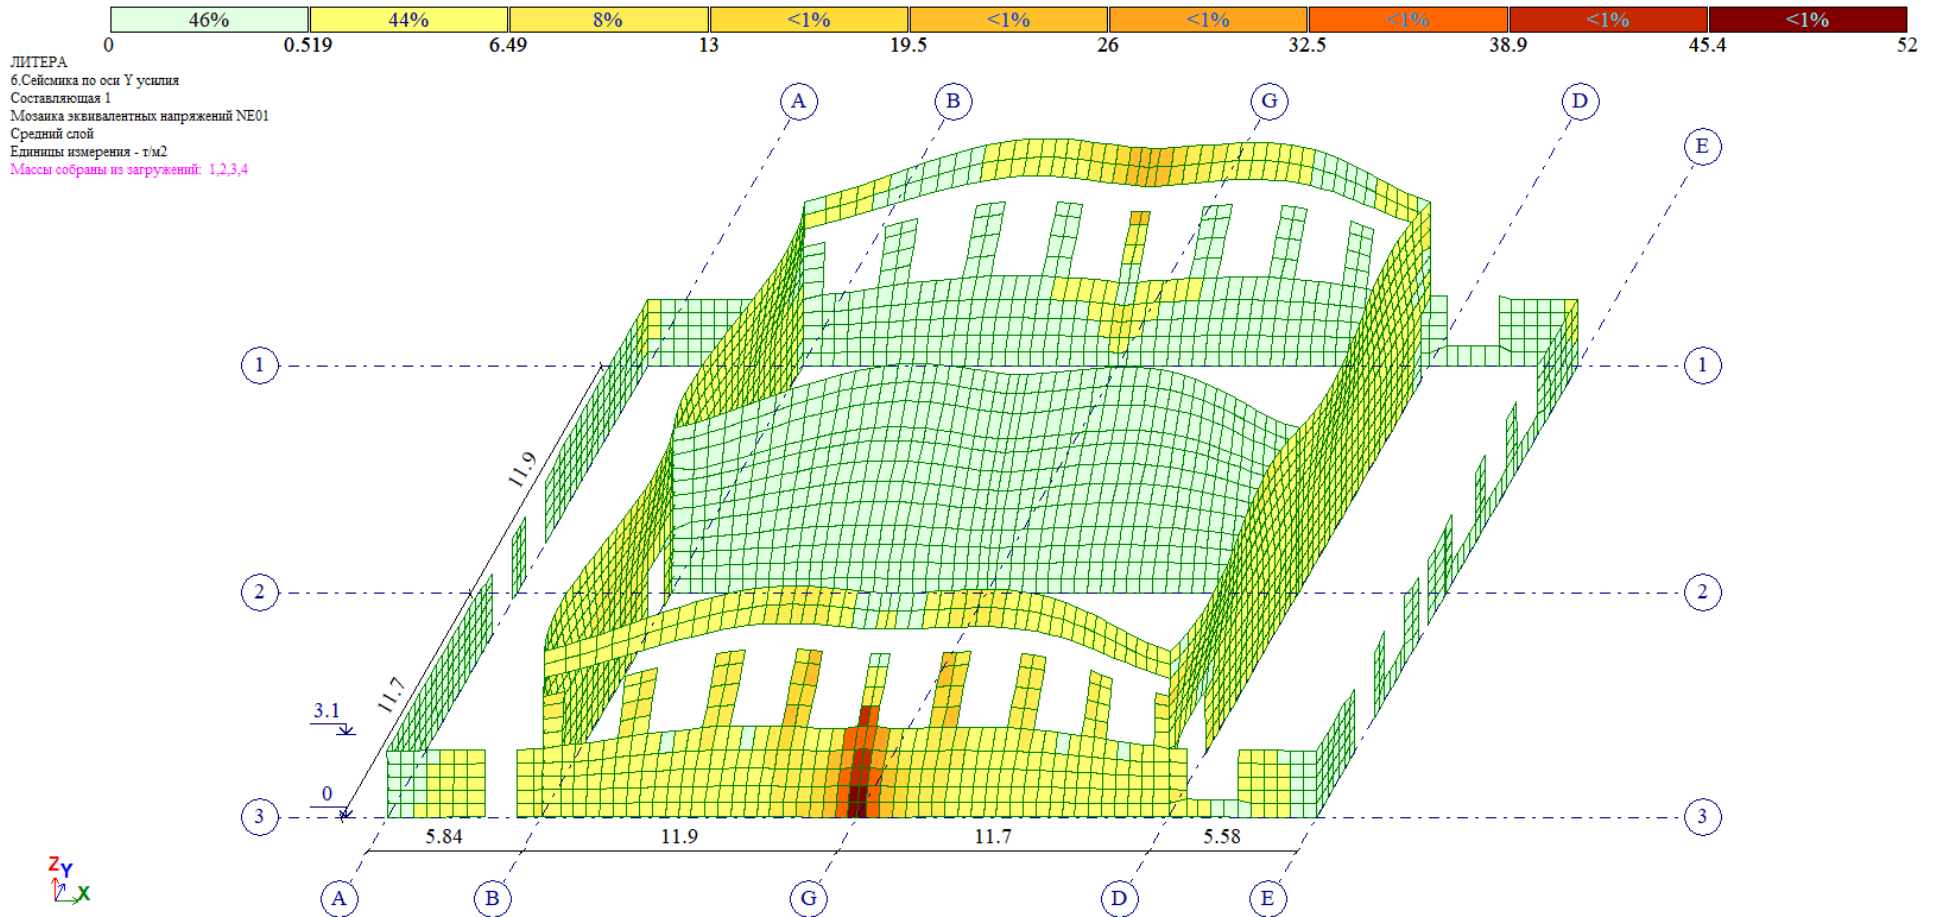 46% 44% 8% <1% <1% <1% <1% <1% <1%
0 0.519 6.49 13 19.5 26 32.5 38.9 45.4 52
ЛИТЕРА
6.Сейсмика по оси Y усилия
Составляющая 1
Мозаика эквивалентных напряжений NE01
Средний слой
Единицы измерения - т/м2
Массы собраны из загружений: 1,2,3,4
A B G D
E
1 1
11.9
2 2
11.7
3.1
0
3 3
5.84 11.9 11.7 5.58
Z
Y
X
A B G D E